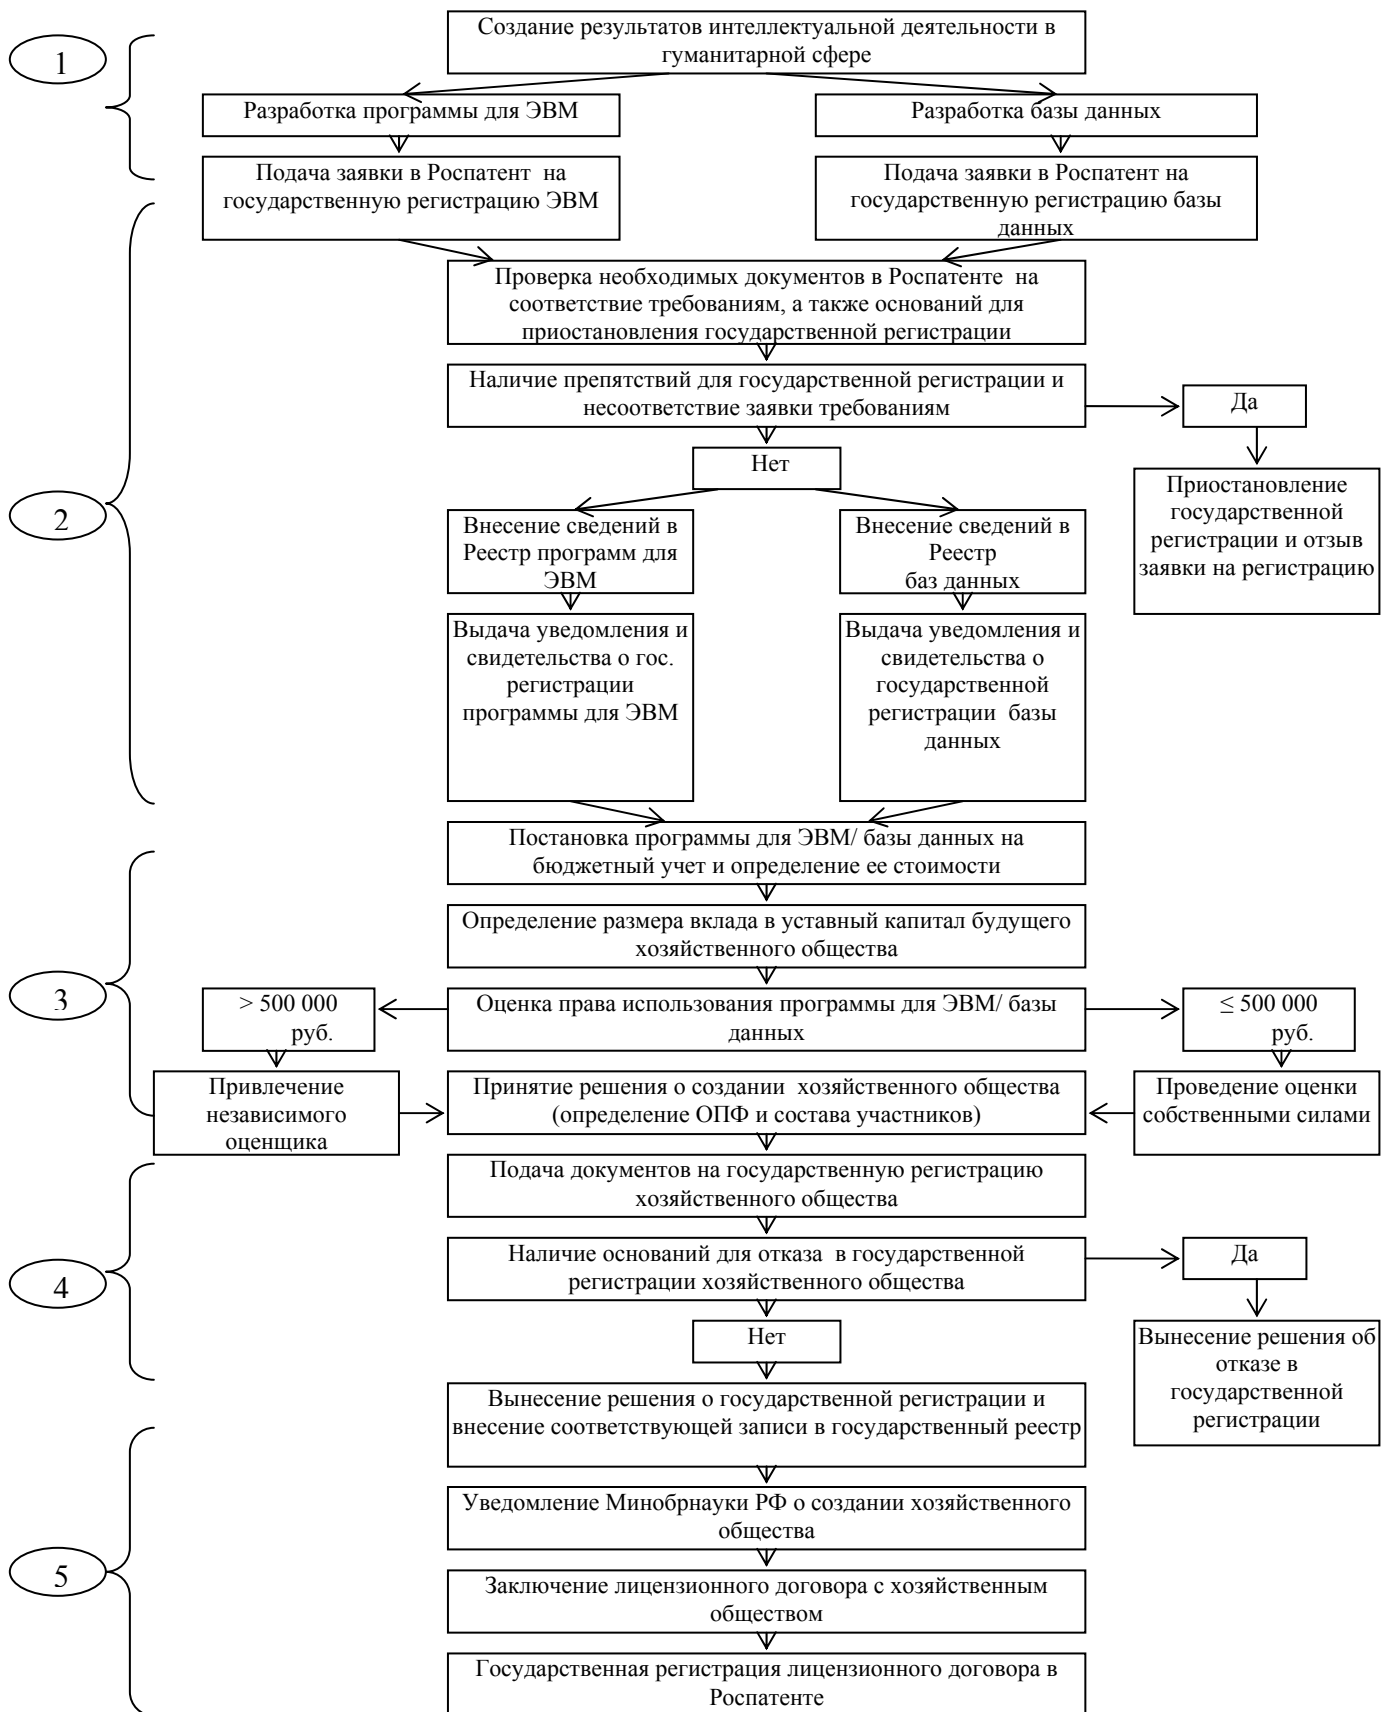 Создание результатов интеллектуальной деятельности в
гуманитарной сфере
1
Разработка программы для ЭВМ
Разработка базы данных
Подача заявки в Роспатент на
государственную регистрацию ЭВМ
Подача заявки в Роспатент на
государственную регистрацию базы
данных
Проверка необходимых документов в Роспатенте на
соответствие требованиям, а также оснований для
приостановления государственной регистрации
Наличие препятствий для государственной регистрации и
несоответствие заявки требованиям
Да
Нет
Приостановление
государственной
регистрации и отзыв
заявки на регистрацию
2
Внесение сведений в
Реестр программ для
ЭВМ
Внесение сведений в
Реестр
баз данных
Выдача уведомления и
свидетельства о гос.
регистрации
программы для ЭВМ
Выдача уведомления и
свидетельства о
государственной
регистрации базы
данных
Постановка программы для ЭВМ/ базы данных на
бюджетный учет и определение ее стоимости
Определение размера вклада в уставный капитал будущего
хозяйственного общества
3
> 500 000
руб.
Оценка права использования программы для ЭВМ/ базы
данных
≤ 500 000
руб.
Привлечение
независимого
оценщика
Принятие решения о создании хозяйственного общества
(определение ОПФ и состава участников)
Проведение оценки
собственными силами
Подача документов на государственную регистрацию
хозяйственного общества
4
Наличие оснований для отказа в государственной
регистрации хозяйственного общества
Да
Нет
Вынесение решения об
отказе в
государственной
регистрации
Вынесение решения о государственной регистрации и
внесение соответствующей записи в государственный реестр
Уведомление Минобрнауки РФ о создании хозяйственного
общества
5
Заключение лицензионного договора с хозяйственным
обществом
Государственная регистрация лицензионного договора в
Роспатенте